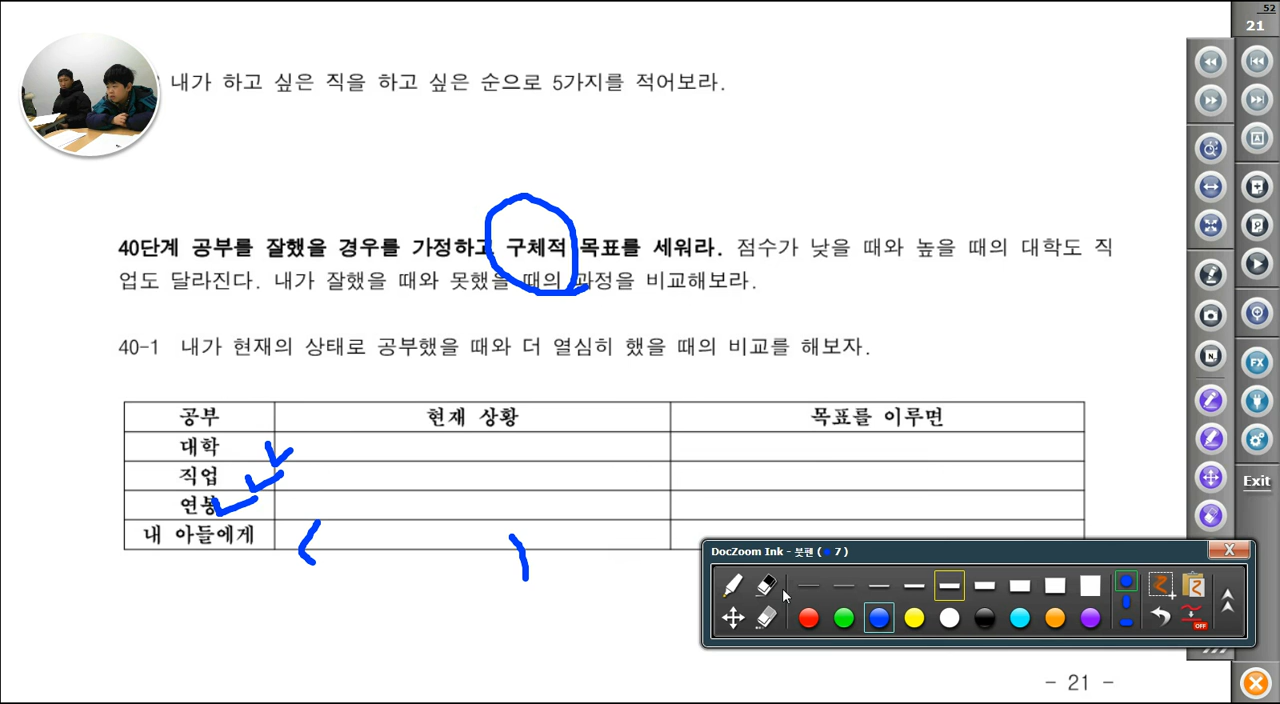 52
21
내가 하고 싶은 직을 하고 싶은 순으로 5가지를 적어보라.
40단계 공부를 잘했을 경우를 가정하고 구체적 목표를 세워라. 점수가 낮을 때와 높을 때의 대학도 직
업도 달라진다. 내가 잘했을 때와 못했을 때의 과정을 비교해보라.
40-1 내가 현재의 상태로 공부했을 때와 더 열심히 했을 때의 비교를 해보자.
공부 현재 상황 목표를 이루면
대학
직업
연봉
내 아들에게
Exit
DocZoom Ink - 붓펜 ( 7 )
OFF
- 21 -
A
N
FX